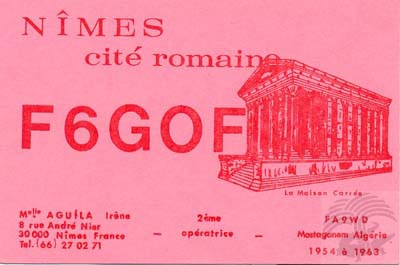 NÎMES
cité romaine
F6GOF
La Maison Carrée
Melle AGUÏLA Irène
8 rue André Nier
30000 Nîmes France
Tel.(66) 27 02 71
2ème
- opératrice -
FA9WD
Mostaganem Algérie
1954 à 1963